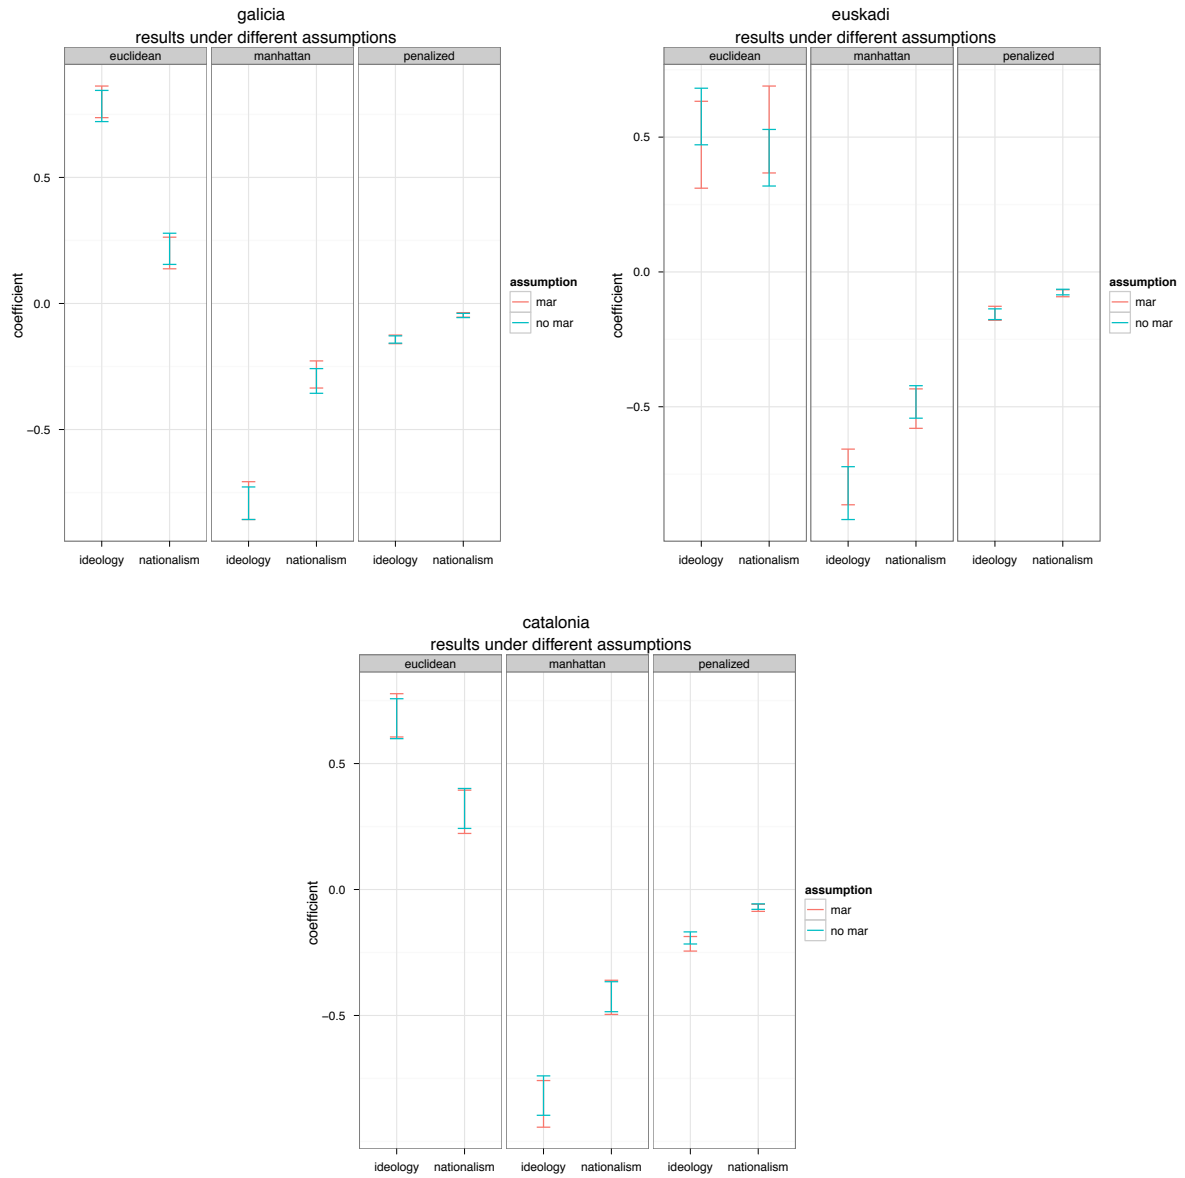 galicia
results under different assumptions
euclidean manhattan penalized
0.5
0.0
−0.5
coefficient
ideology nationalism ideology nationalism ideology nationalism
assumption
mar
no mar
euskadi
results under different assumptions
euclidean manhattan penalized
0.5
0.0
−0.5
coefficient
ideology nationalism ideology nationalism ideology nationalism
assumption
mar
no mar
catalonia
results under different assumptions
euclidean manhattan penalized
0.5
0.0
−0.5
coefficient
ideology nationalism ideology nationalism ideology nationalism
assumption
mar
no mar